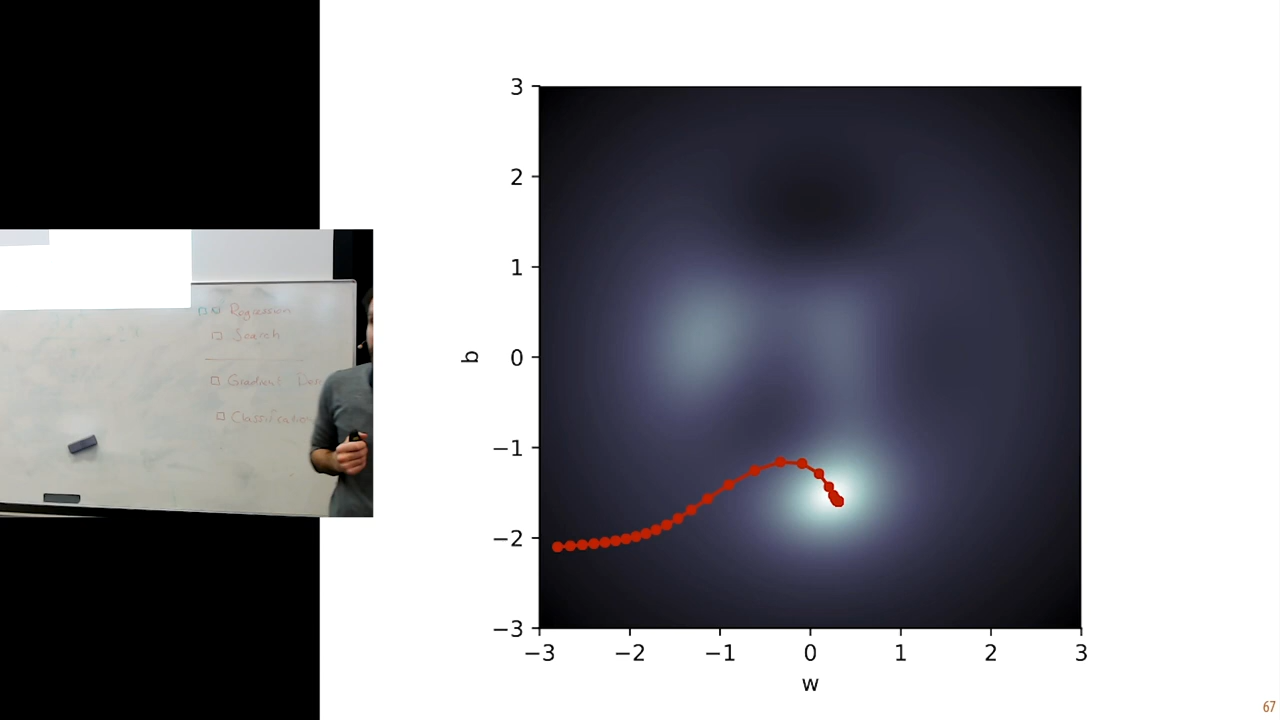 Regression
Search
Gradient
Classification
3
2
1
0
−1
−2
−3
b
−3
−2
−1
0
1
2
3
w
67